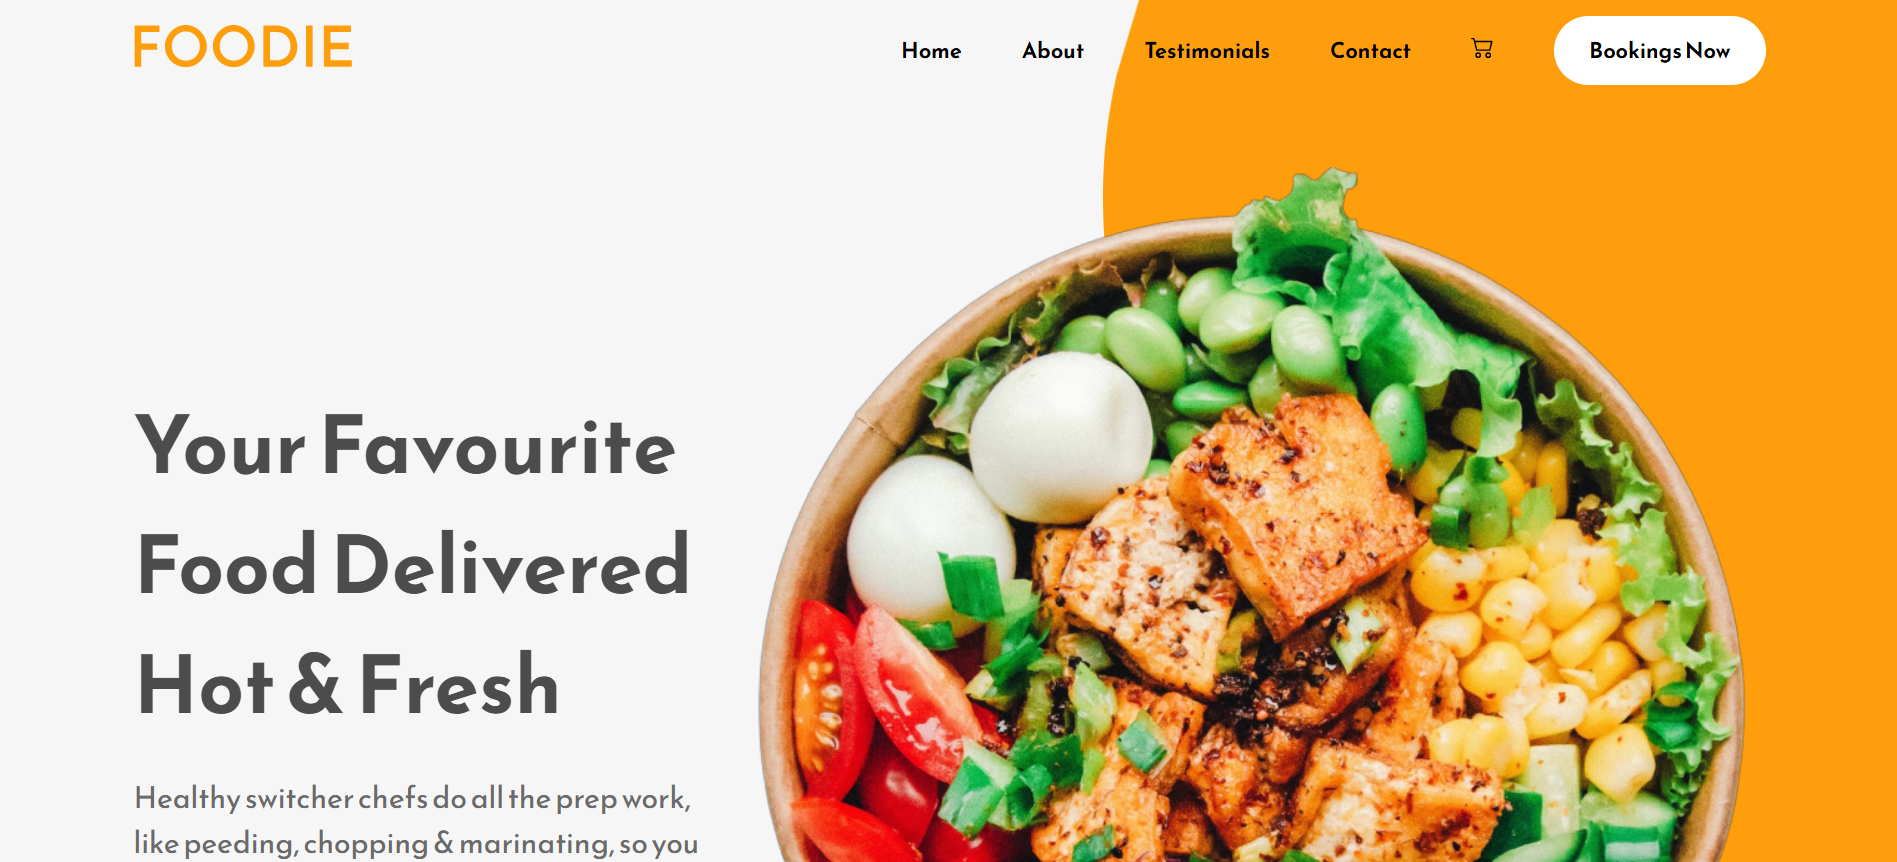 FOODIE
Home About Testimonials Contact Bookings Now
Your Favourite
Food Delivered
Hot & Fresh
Healthy switcher chefs do all the prep work,
like peeding, chopping & marinating, so you